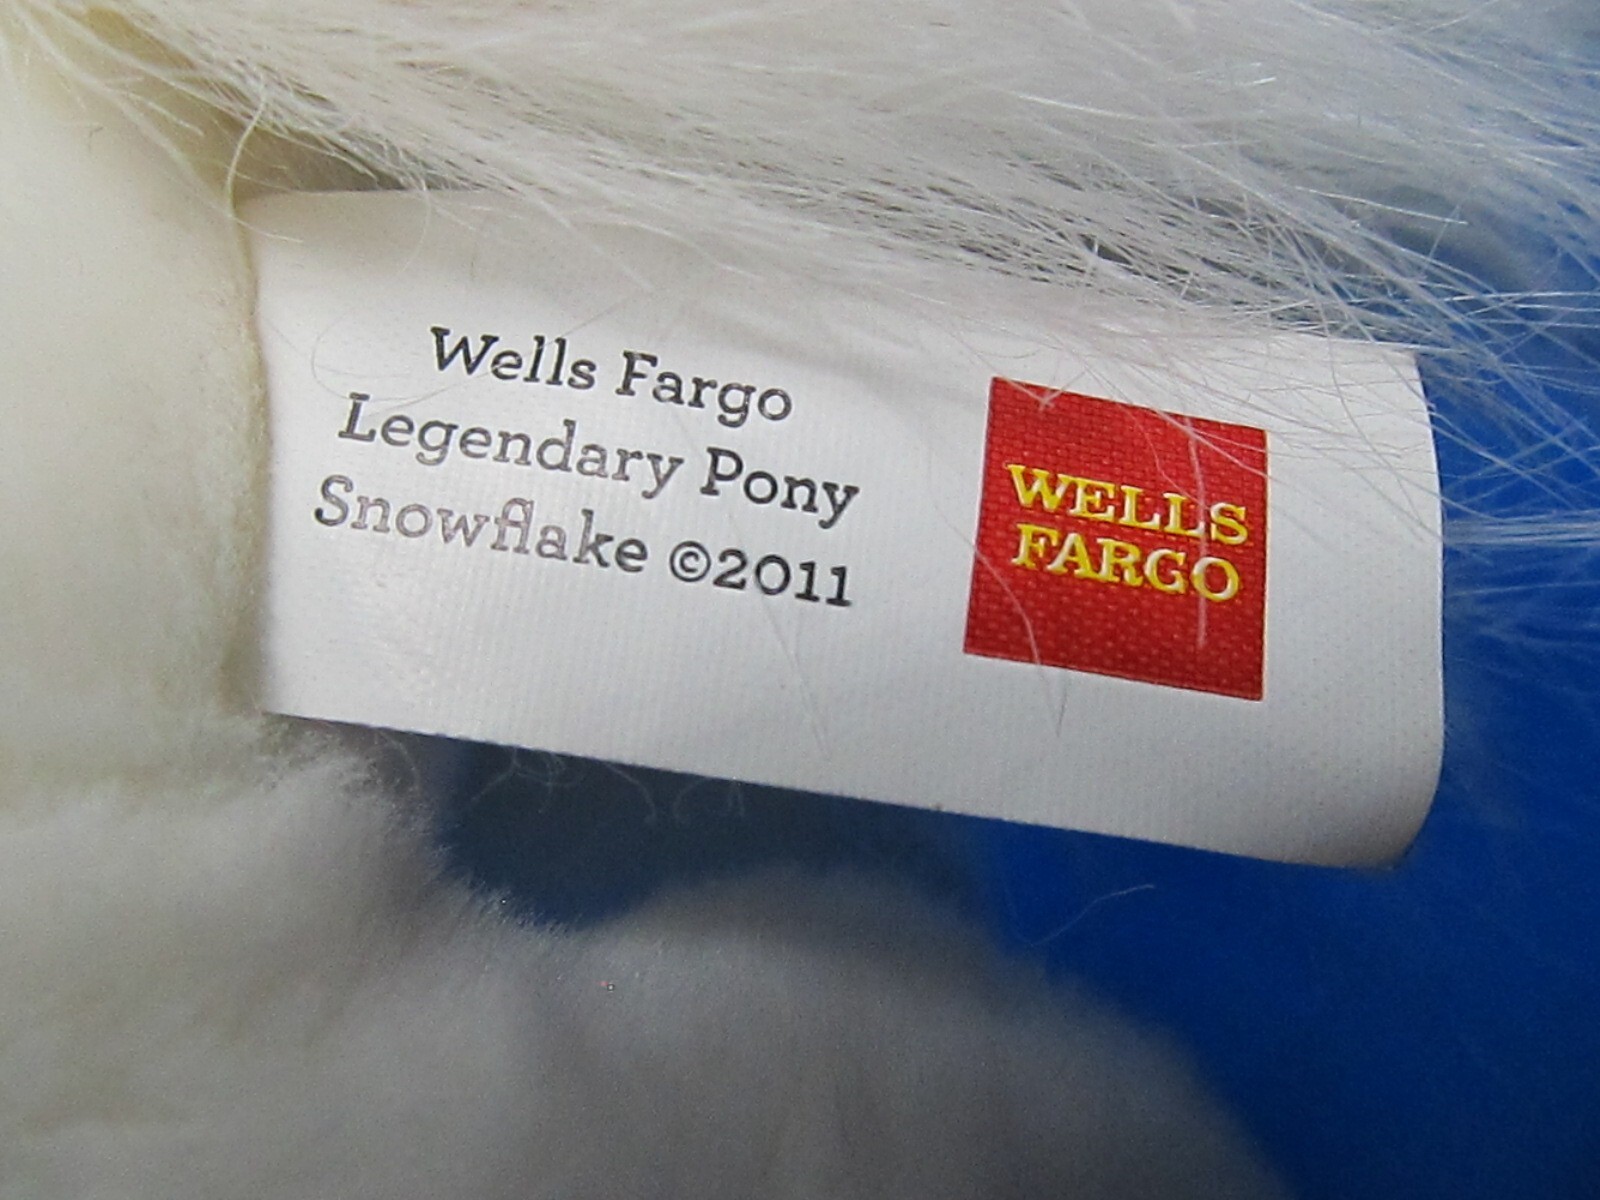 Wells Fargo
Legendary Pony
Snowflake ©2011
WELLS
FARGO